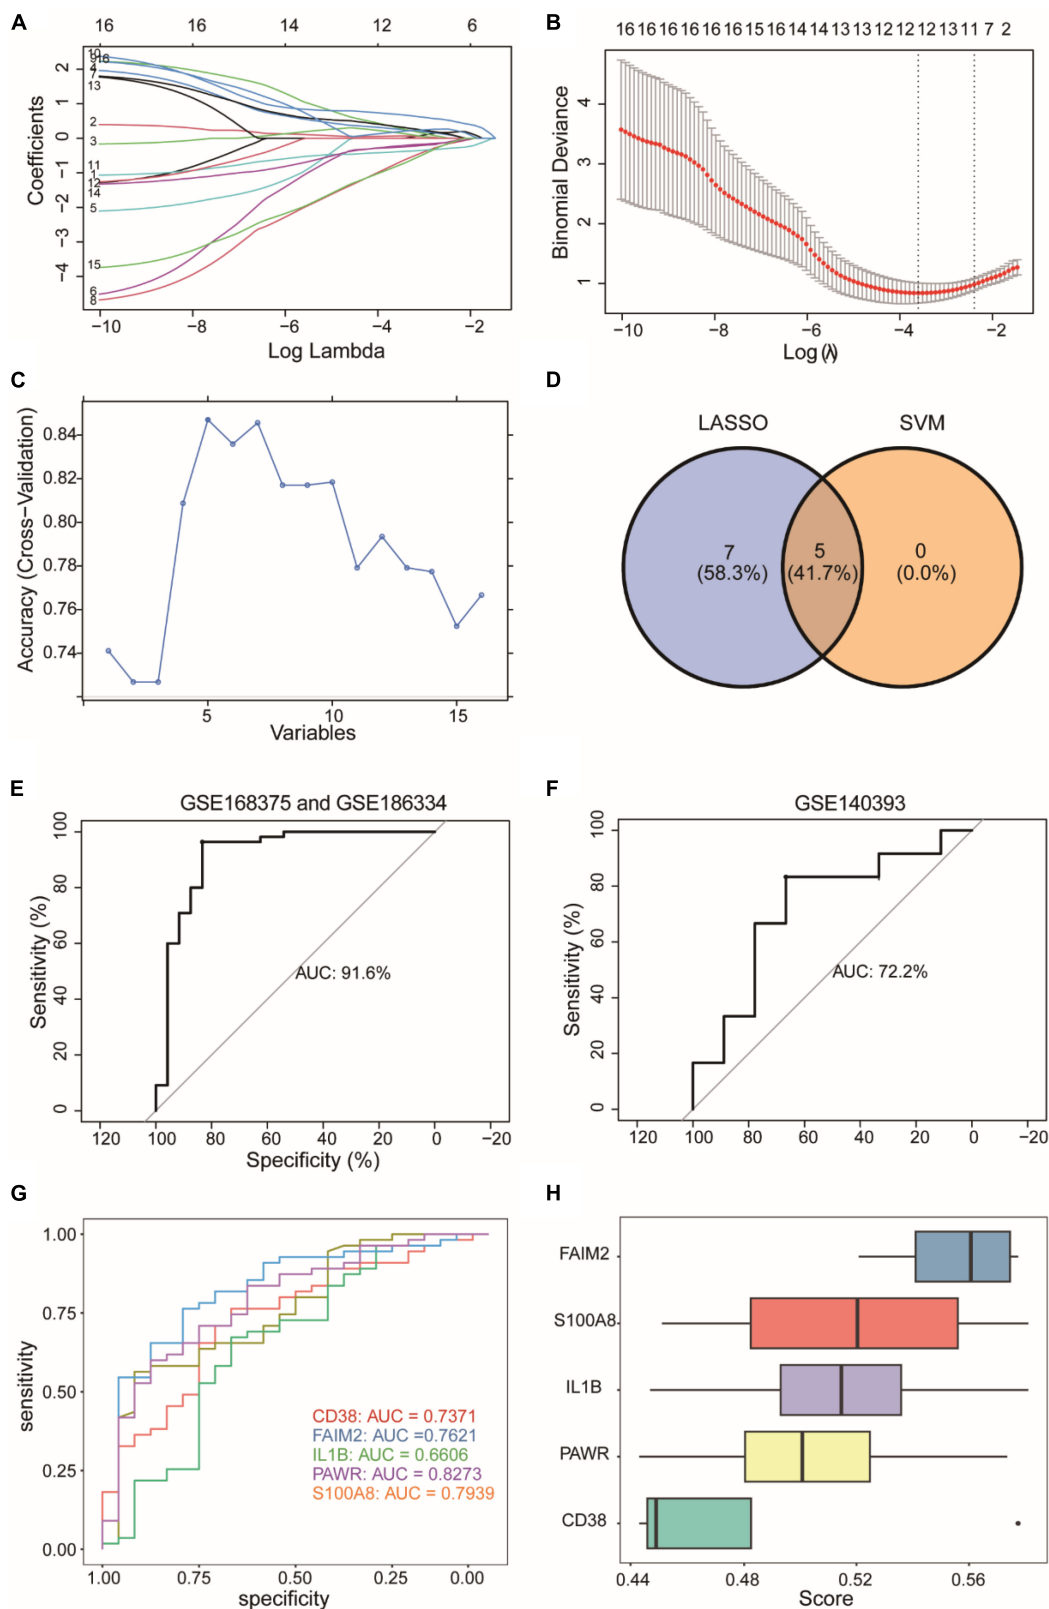 A
16 15 14 12 6
2
1
0
−1
−2
−3
−4
Coefficients
10
9 16
4
7
13
2
3
11
1
12
14
5
15
6
8
−10 −8 −6 −4 −2
Log Lambda
B
16 16 16 16 16 16 15 16 14 13 13 12 12 12 13 11 7 2
4
3
2
1
Binomial Deviance
−10 −8 −6 −4 −2
Log (λ)
C
0.84
0.82
0.80
0.78
0.76
0.74
Accuracy (Cross−Validation)
5 10 15
Variables
D
LASSO SVM
7 5 0
(58.3%) (41.7%) (0.0%)
E
GSE168375 and GSE186334
100
80
60
40
20
0
Sensitivity (%)
AUC: 91.6%
120 100 80 60 40 20 0 −20
Specificity (%)
F
GSE140393
100
80
60
40
20
0
Sensitivity (%)
AUC: 72.2%
120 100 80 60 40 20 0 −20
G
1.00
0.75
0.50
0.25
0.00
sensitivity
CD38: AUC = 0.7371
FAIM2: AUC =0.7621
IL1B: AUC =0.6606
PAWR: AUC = 0.8273
S100A8: AUC = 0.7939
1.00 0.75 0.50 0.25 0.00
specificity
H
FAIM2
S100A8
IL1B
PAWR
CD38
0.44 0.48 0.52 0.56
Score